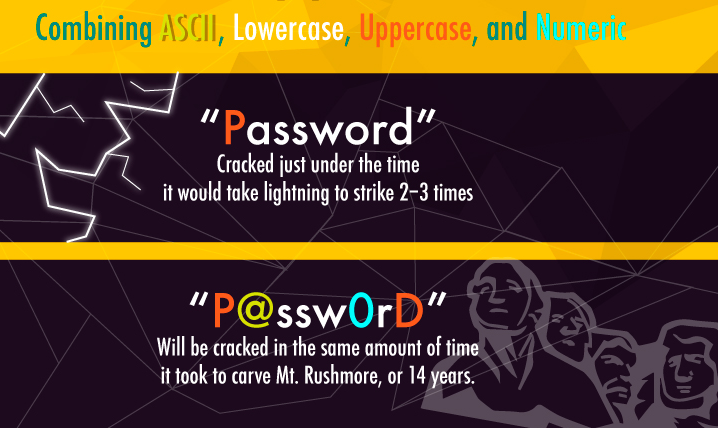 Combining ASCII, Lowercase, Uppercase, and Numeric
“Password”
Cracked just under the time
it would take lightning to strike 2–3 times
“P@ssw0rD”
Will be cracked in the same amount of time
it took to carve Mt. Rushmore, or 14 years.